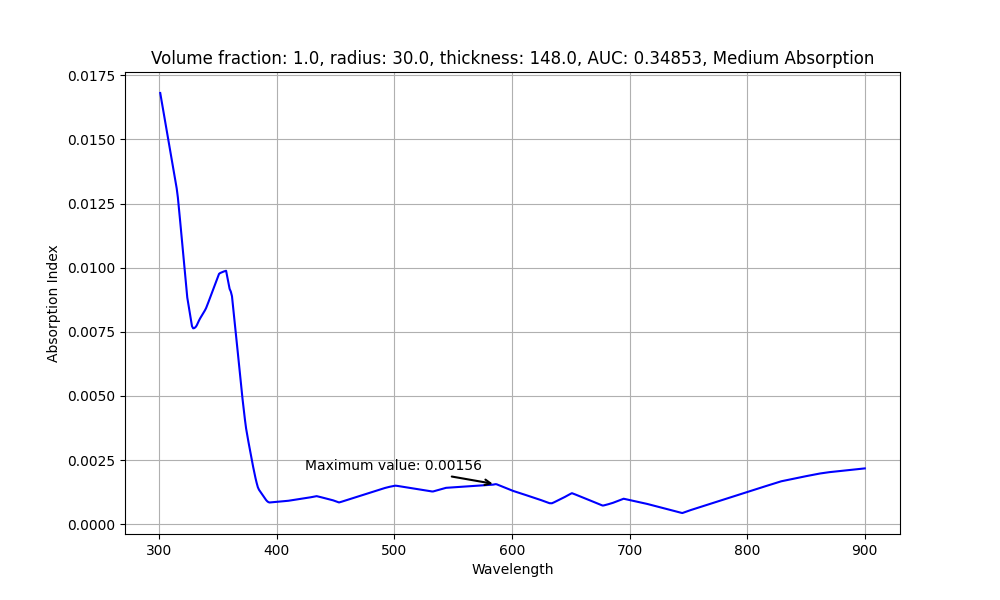 Volume fraction: 1.0, radius: 30.0, thickness: 148.0, AUC: 0.34853, Medium Absorption
0.0175
0.0150
0.0125
0.0100
0.0075
0.0050
0.0025
0.0000
Absorption Index
Maximum value: 0.00156
300 400 500 600 700 800 900
Wavelength